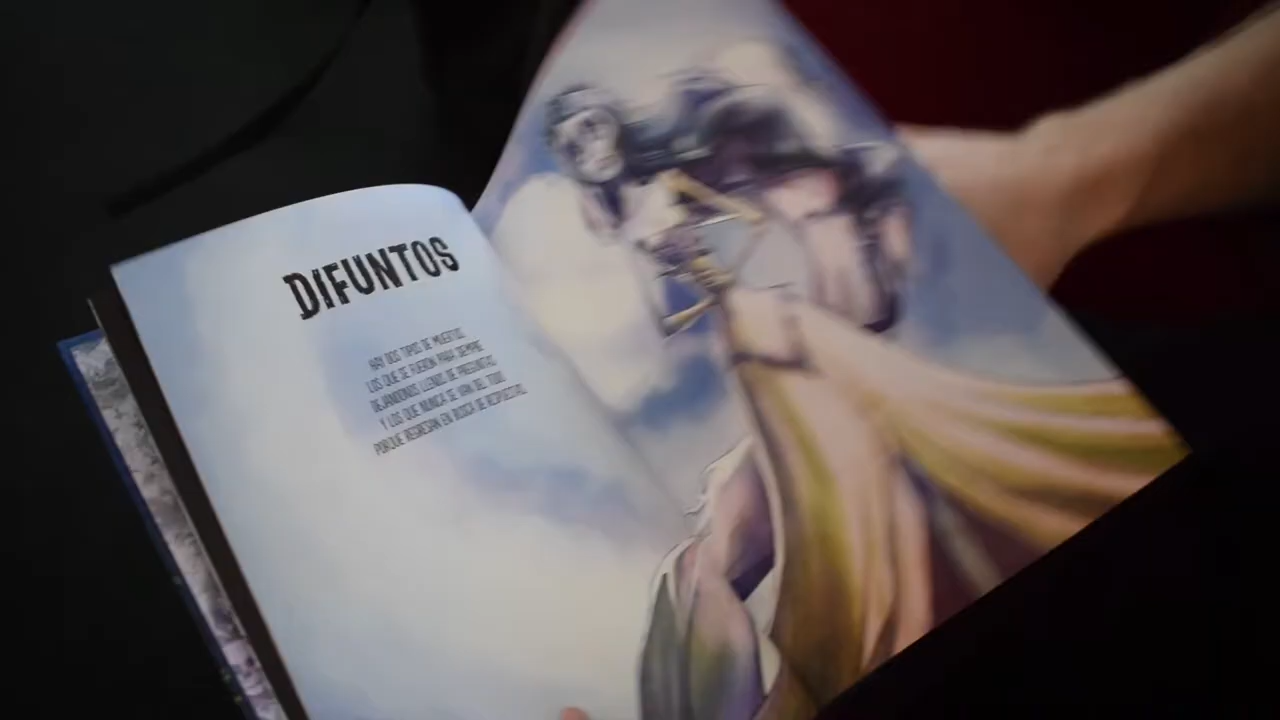 DIFUNTOS
HAY DOS TIPOS DE MUERTOS:
LOS QUE SE FUERON PARA SIEMPRE
DEJÁNDONOS LLENOS DE PREGUNTAS
Y LOS QUE NUNCA SE VAN DEL TODO
PORQUE REGRESAN EN BUSCA DE RESPUESTAS